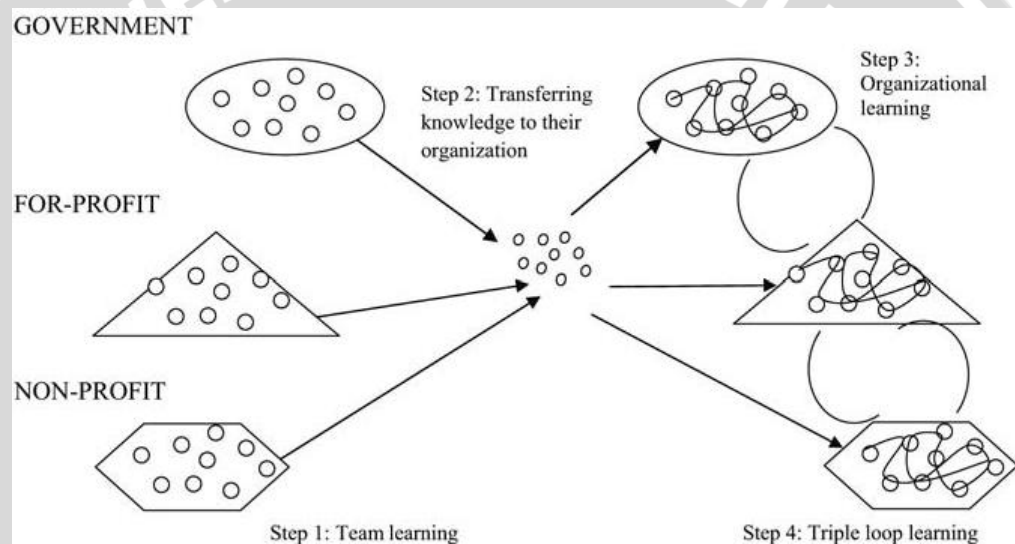 GOVERNMENT
Step 2: Transferring
knowledge to their
organization
Step 3:
Organizational
learning
FOR-PROFIT
NON-PROFIT
Step 1: Team learning
Step 4: Triple loop learning